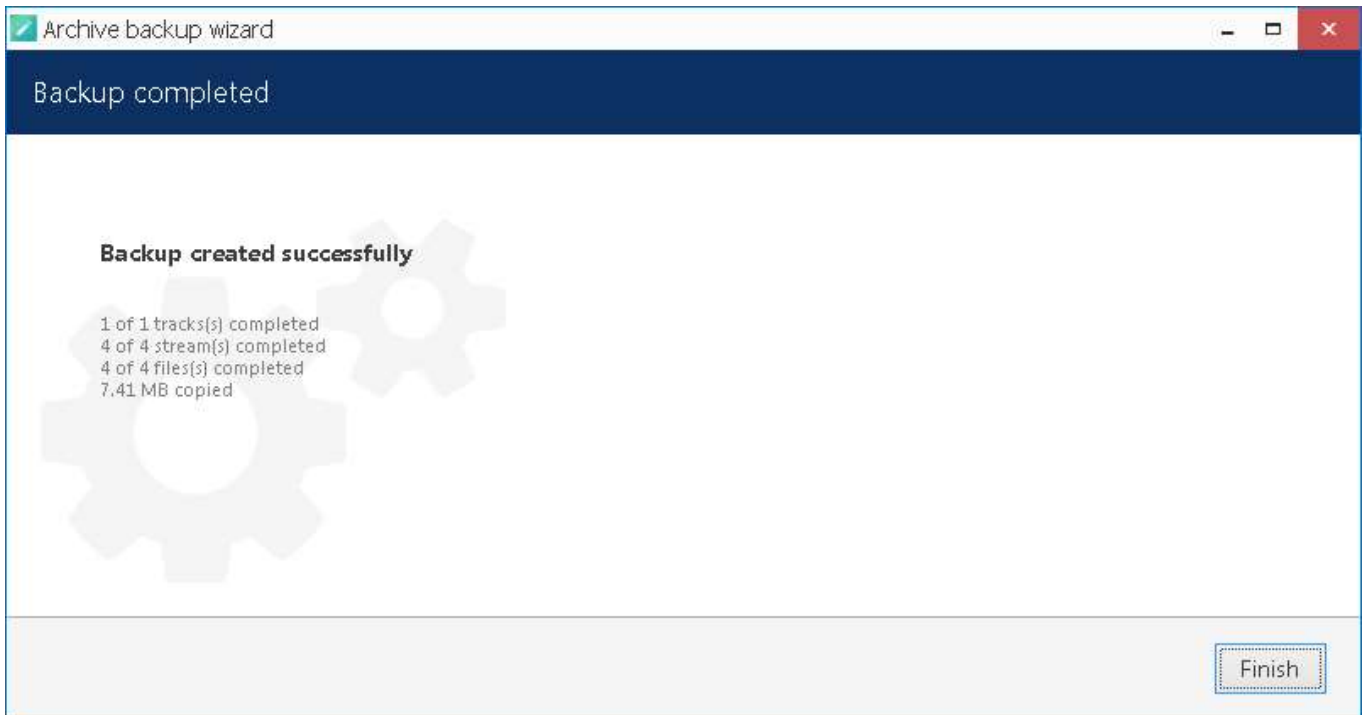 Archive backup wizard
Backup completed
Backup created successfully
1 of 1 tracks(s) completed
4 of 4 stream(s) completed
4 of 4 files(s) completed
7.41 MB copied
Finish